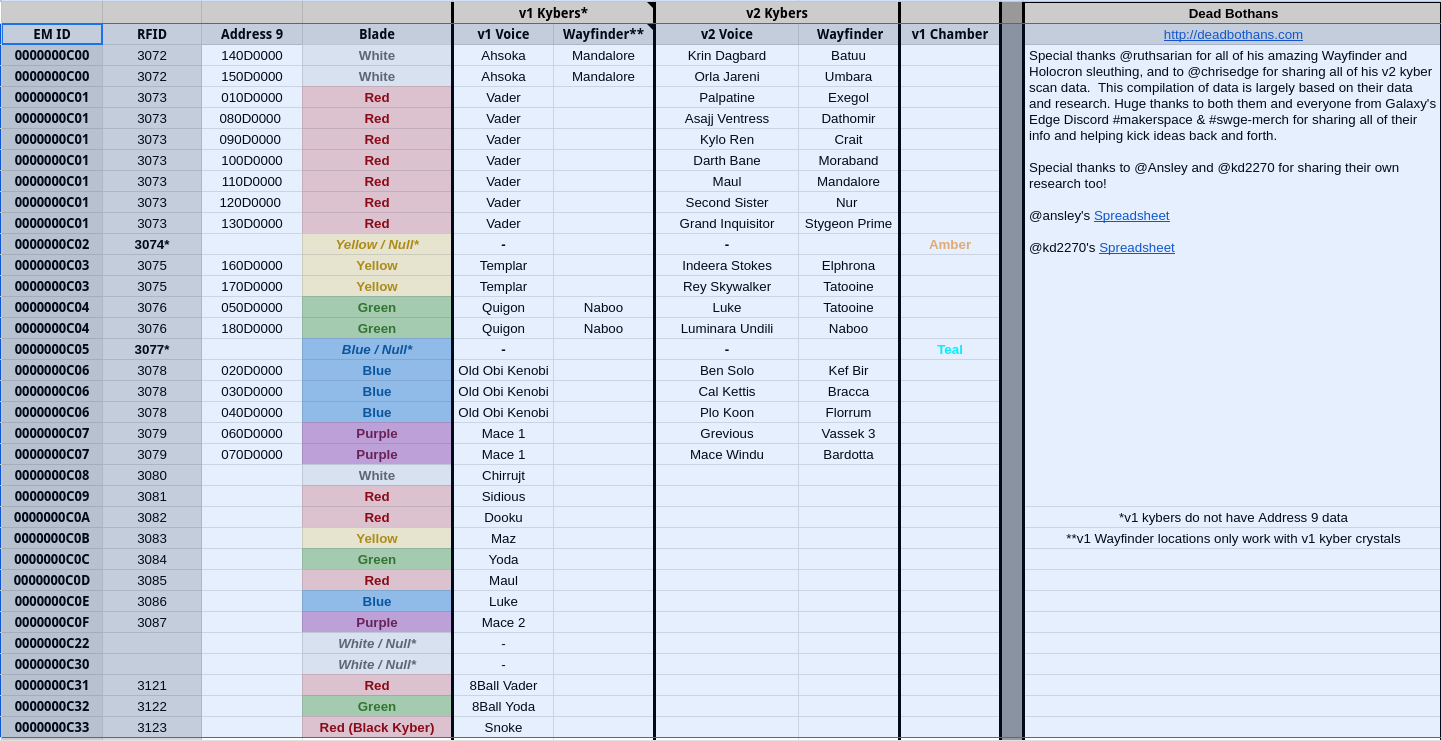 v1 Kybers* v2 Kybers Dead Bothans
EM ID RFID Address 9 Blade v1 Voice Wayfinder** v2 Voice Wayfinder v1 Chamber http://deadbothans.com
0000000C00 3072 140D0000 White Ahsoka Mandalore Krin Dagbard Batuu
0000000C00 3072 150D0000 White Ahsoka Mandalore Orla Jareni Umbara
0000000C01 3073 010D0000 Red Vader Palpatine Exegol
0000000C01 3073 080D0000 Red Vader Asajj Ventress Dathomir
0000000C01 3073 090D0000 Red Vader Kylo Ren Crait
0000000C01 3073 100D0000 Red Vader Darth Bane Moraband
0000000C01 3073 110D0000 Red Vader Maul Mandalore
0000000C01 3073 120D0000 Red Vader Second Sister Nur
0000000C01 3073 130D0000 Red Vader Grand Inquisitor Stygeon Prime
0000000C02 3074* Yellow / Null* - - Amber
0000000C03 3075 160D0000 Yellow Templar Indeera Stokes Elphrona
0000000C03 3075 170D0000 Yellow Templar Rey Skywalker Tatooine
0000000C04 3076 050D0000 Green Quigon Naboo Luke Tatooine
0000000C04 3076 180D0000 Green Quigon Naboo Luminara Undili Naboo
0000000C05 3077* Blue / Null* - - Teal
0000000C06 3078 020D0000 Blue Old Obi Kenobi Ben Solo Kef Bir
0000000C06 3078 030D0000 Blue Old Obi Kenobi Cal Kettis Bracca
0000000C06 3078 040D0000 Blue Old Obi Kenobi Plo Koon Florrum
0000000C07 3079 060D0000 Purple Mace 1 Grevious Vassek 3
0000000C07 3079 070D0000 Purple Mace 1 Mace Windu Bardotta
0000000C08 3080 White Chirrujt
0000000C09 3081 Red Sidious
0000000C0A 3082 Red Dooku
0000000C0B 3083 Yellow Maz
0000000C0C 3084 Green Yoda
0000000C0D 3085 Red Maul
0000000C0E 3086 Blue Luke
0000000C0F 3087 Purple Mace 2
0000000C22 White / Null* -
0000000C30 White / Null* -
0000000C31 3121 Red 8Ball Vader
0000000C32 3122 Green 8Ball Yoda
0000000C33 3123 Red (Black Kyber) Snoke
Special thanks @ruthsarian for all of his amazing Wayfinder and
Holocron sleuthing, and to @chrisedge for sharing all of his v2 kyber
scan data. This compilation of data is largely based on their data
and research. Huge thanks to both them and everyone from Galaxy's
Edge Discord #makerspace & #swge-merch for sharing all of their
info and helping kick ideas back and forth.
Special thanks to @Ansley and @kd2270 for sharing their own
research too!
@ansley's Spreadsheet
@kd2270's Spreadsheet
*v1 kybers do not have Address 9 data
**v1 Wayfinder locations only work with v1 kyber crystals